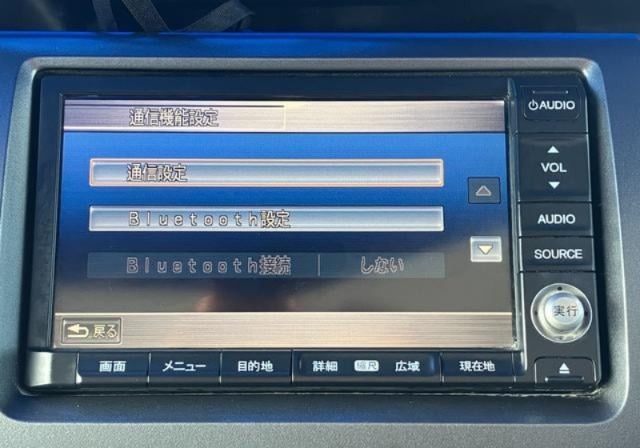 通信機能設定
通信設定
Bluetooth設定
Bluetooth接続 しない
戻る
AUDIO
VOL
AUDIO
SOURCE
実行
画面 メニュー 目的地 詳細 縮尺 広域 現在地